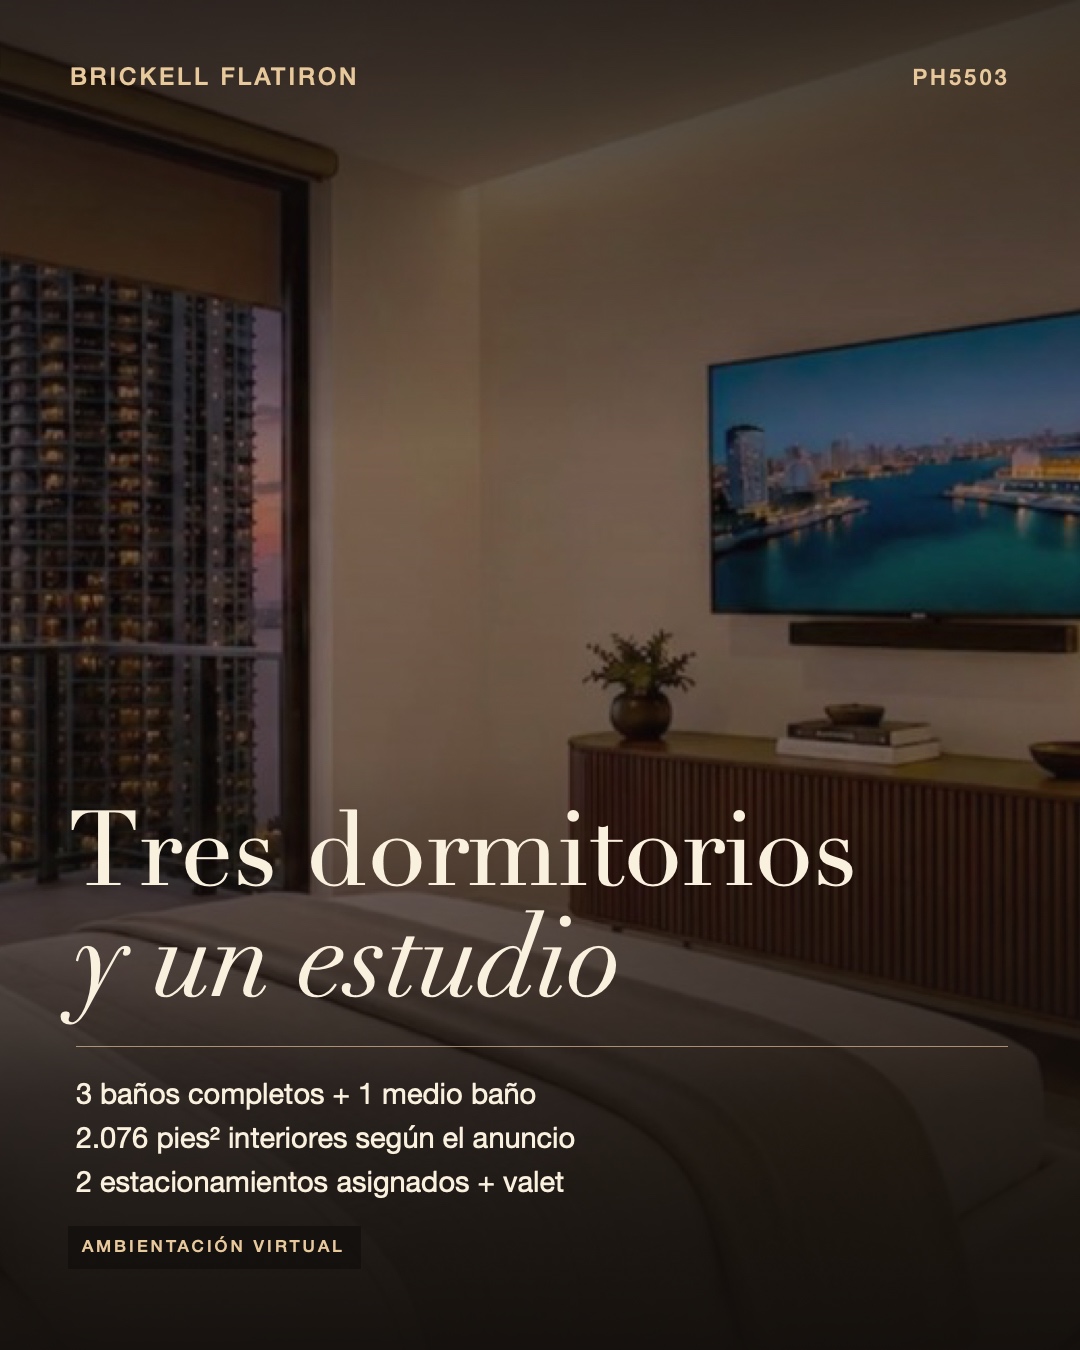 BRICKELL FLATIRON
PH5503
Tres dormitorios
y un estudio
3 baños completos + 1 medio baño
2.076 pies² interiores según el anuncio
2 estacionamientos asignados + valet
AMBIENTACIÓN VIRTUAL